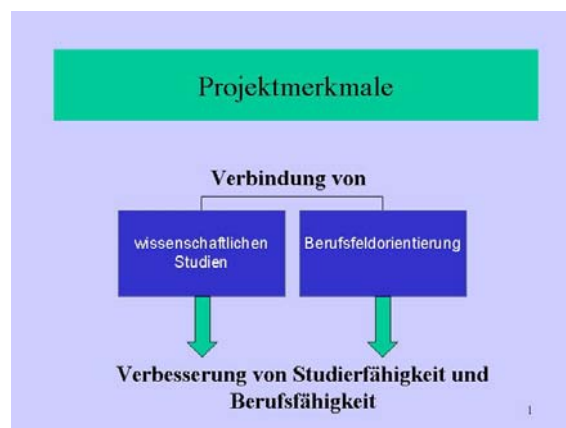 Projektmerkmale
Verbindung von
wissenschaftlichen
Studien
Berufsfeldorientierung
Verbesserung von Studierfähigkeit und
Berufsfähigkeit
1